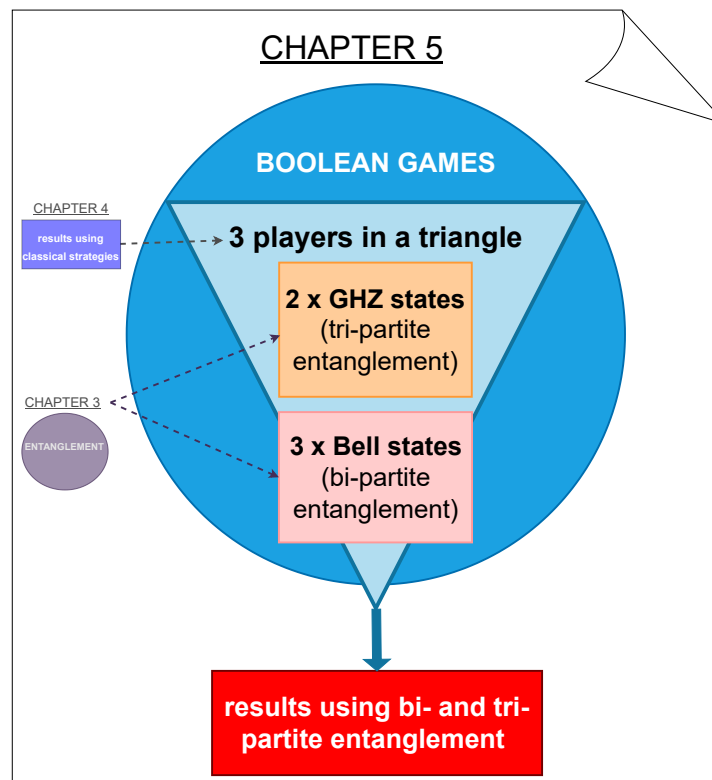 CHAPTER 5
BOOLEAN GAMES
CHAPTER 4
results using
classical strategies
3 players in a triangle
2 x GHZ states
(tri-partite
entanglement)
CHAPTER 3
ENTANGLEMENT
3 x Bell states
(bi-partite
entanglement)
results using bi- and tri-
partite entanglement